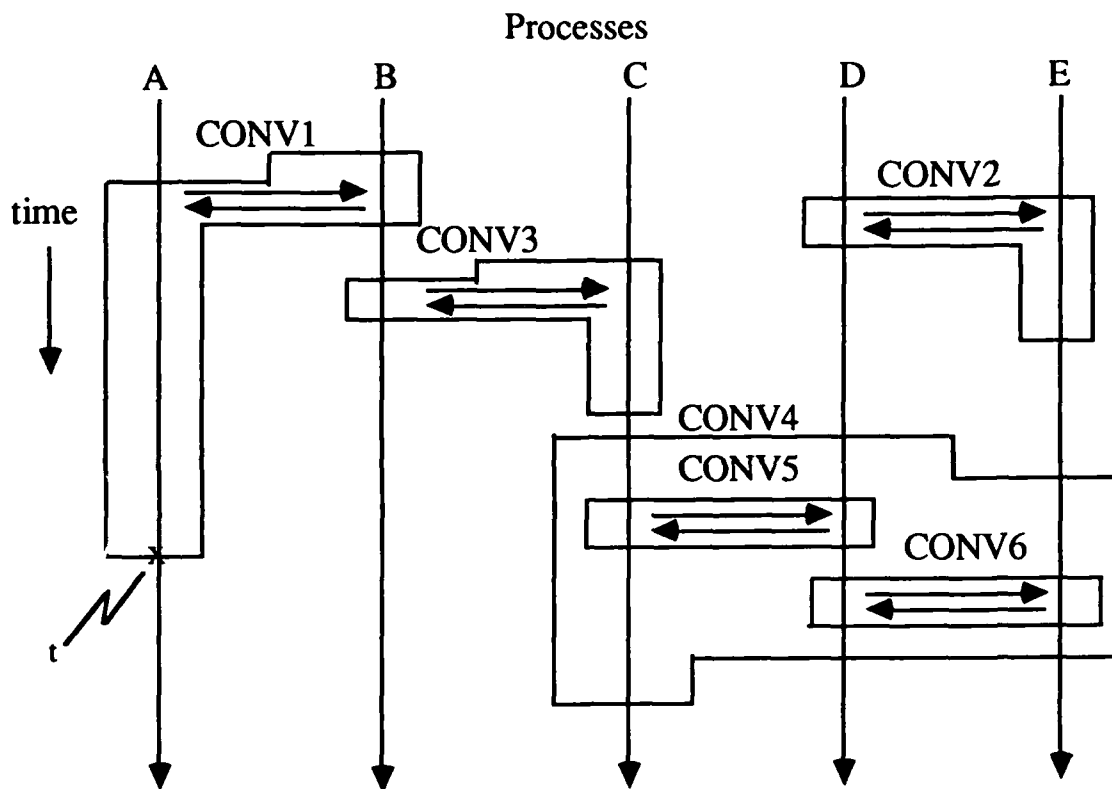 Processes
A B C D E
CONV1
CONV2
time
CONV3
CONV4
CONV5
CONV6
x
t